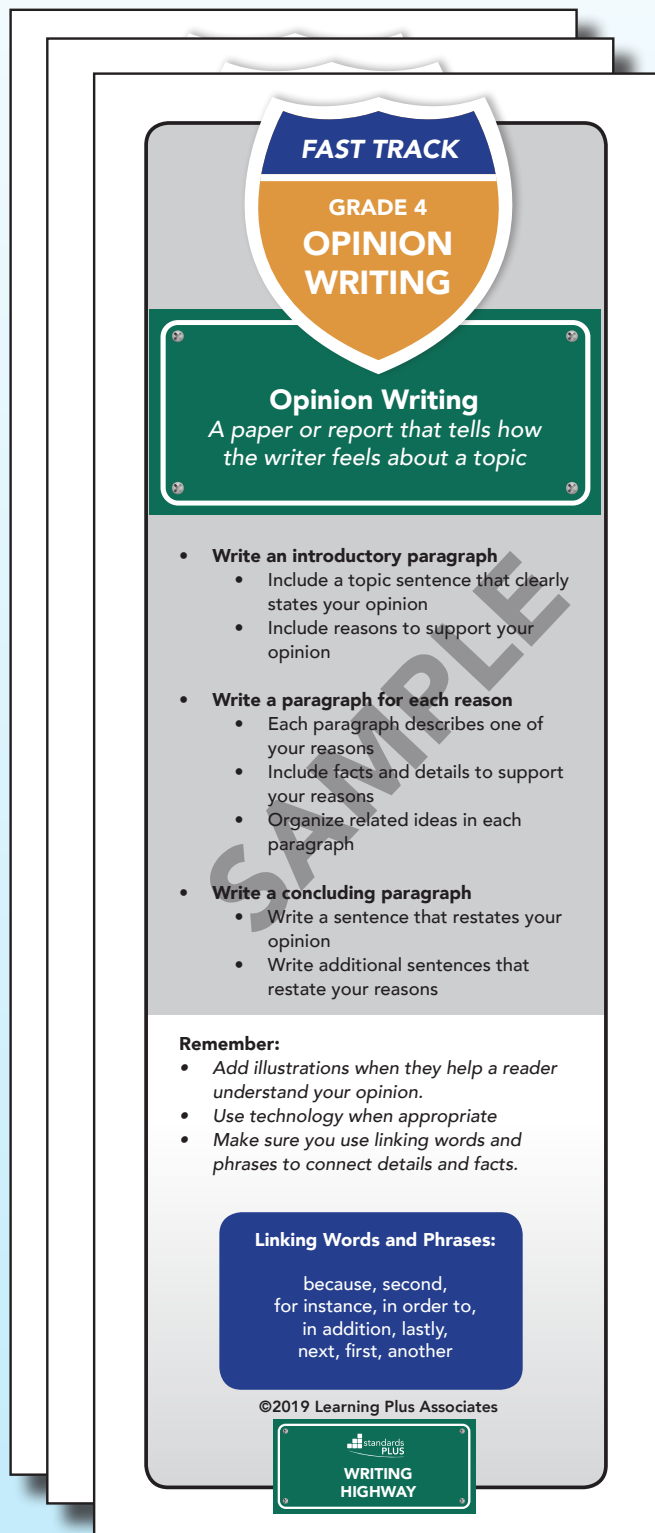 FAST TRACK
GRADE 4
OPINION
WRITING
Opinion Writing
A paper or report that tells how
the writer feels about a topic
• Write an introductory paragraph
• Include a topic sentence that clearly
states your opinion
• Include reasons to support your
opinion
• Write a paragraph for each reason
• Each paragraph describes one of
your reasons
• Include facts and details to support
your reasons
• Organize related ideas in each
paragraph
• Write a concluding paragraph
• Write a sentence that restates your
opinion
• Write additional sentences that
restate your reasons
SAMPLE
Remember:
• Add illustrations when they help a reader
understand your opinion.
• Use technology when appropriate
• Make sure you use linking words and
phrases to connect details and facts.
Linking Words and Phrases:
because, second,
for instance, in order to,
in addition, lastly,
next, first, another
©2019 Learning Plus Associates
standards
PLUS
WRITING
HIGHWAY